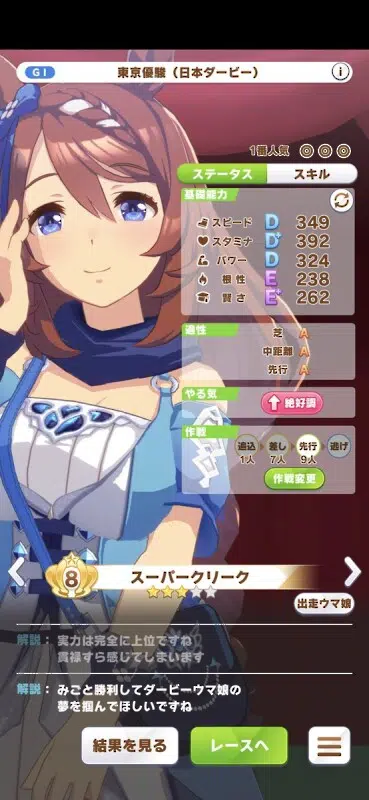 GⅠ 東京優駿（日本ダービー） i
1番人気 ◎ ◎ ◎
ステータス スキル
基礎能力
スピード D 349
スタミナ D+ 392
パワー D 324
根性 E 238
賢さ E+ 262
適性
芝 A
中距離 A
先行 A
やる気 絶好調
作戦
追込 差し 先行 逃げ
1人 7人 9人
作戦変更
8 スーパークリーク
出走ウマ娘
解説： 実力は完全に上位ですね
貫禄すら感じてしまいます
解説： みごと勝利してダービーウマ娘の
夢を掴んでほしいですね
結果を見る レースへ